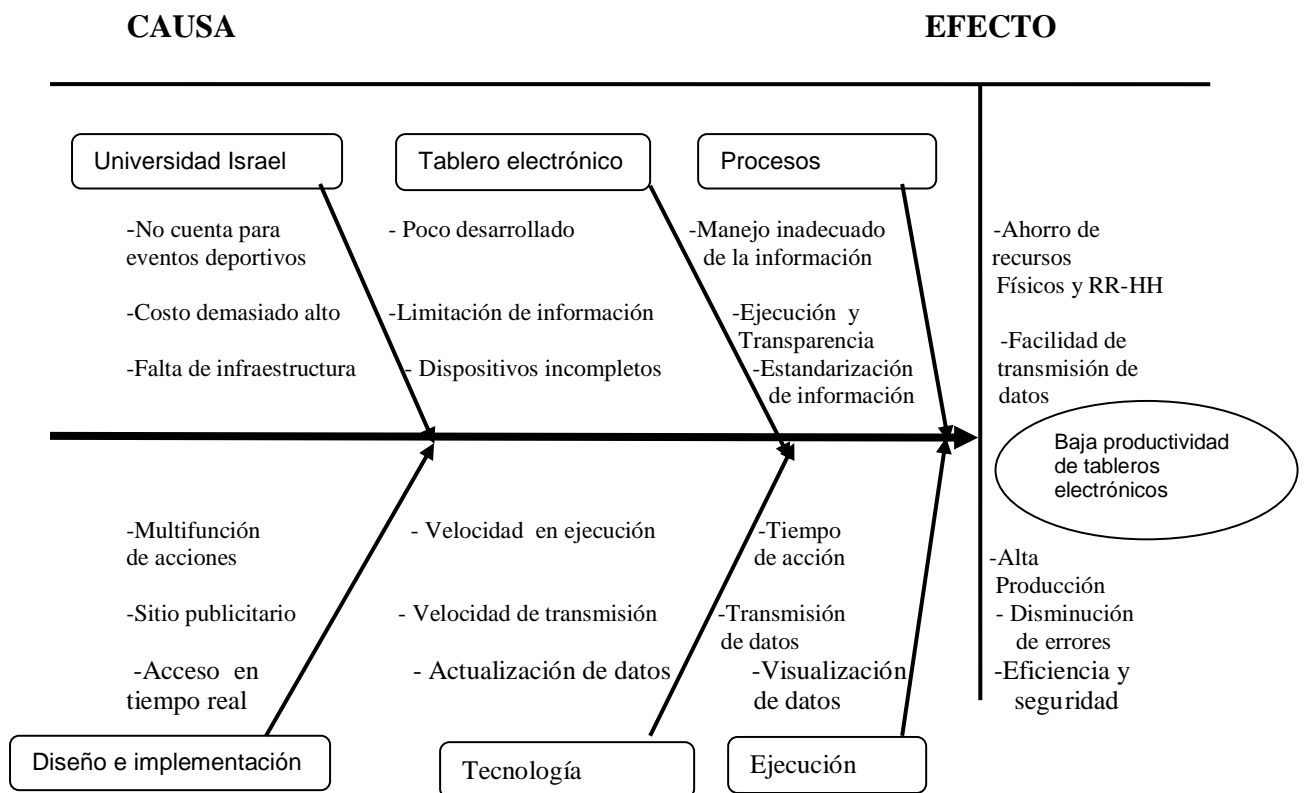 CAUSA
EFECTO
Universidad Israel
Tablero electrónico
Procesos
-No cuenta para
eventos deportivos
-Costo demasiado alto
-Falta de infraestructura
- Poco desarrollado
-Limitación de información
- Dispositivos incompletos
-Manejo inadecuado
de la información
-Ejecución y
Transparencia
-Estandarización
de información
-Ahorro de
recursos
Físicos y RR-HH
-Facilidad de
transmisión de
datos
Baja productividad
de tableros
electrónicos
-Multifunción
de acciones
-Sitio publicitario
-Acceso en
tiempo real
- Velocidad en ejecución
- Velocidad de transmisión
- Actualización de datos
-Tiempo
de acción
-Transmisión
de datos
-Visualización
de datos
-Alta
Producción
- Disminución
de errores
-Eficiencia y
seguridad
Diseño e implementación
Tecnología
Ejecución